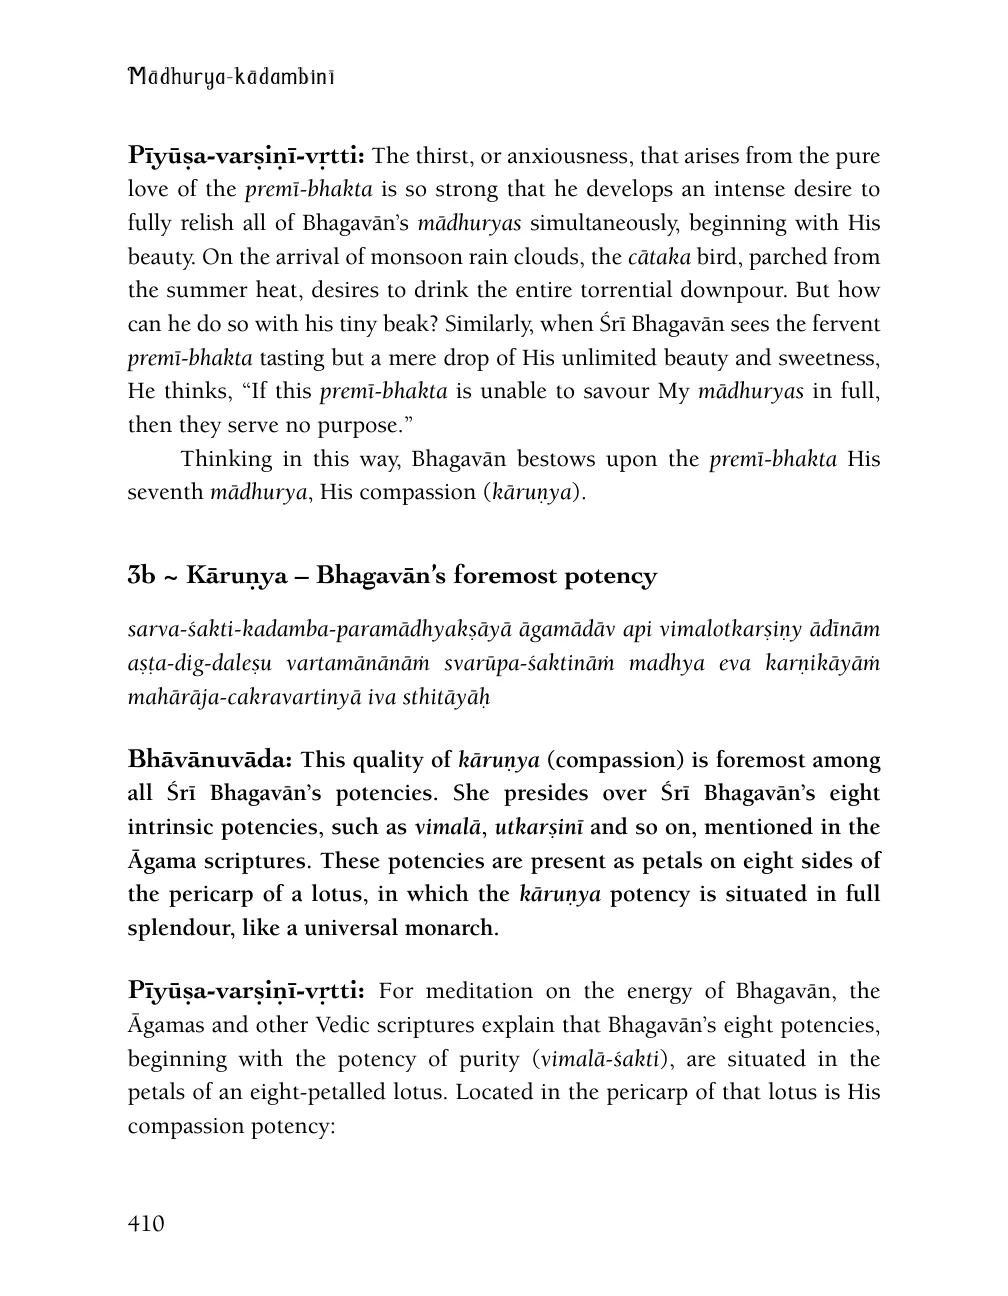 Mādhurya-kādambinī
Pīyūṣa-varṣiṇī-vṛtti: The thirst, or anxiousness, that arises from the pure
love of the premī-bhakta is so strong that he develops an intense desire to
fully relish all of Bhagavān’s mādhuryas simultaneously, beginning with His
beauty. On the arrival of monsoon rain clouds, the cātaka bird, parched from
the summer heat, desires to drink the entire torrential downpour. But how
can he do so with his tiny beak? Similarly, when Śrī Bhagavān sees the fervent
premī-bhakta tasting but a mere drop of His unlimited beauty and sweetness,
He thinks, “If this premī-bhakta is unable to savour My mādhuryas in full,
then they serve no purpose.”
Thinking in this way, Bhagavān bestows upon the premī-bhakta His
seventh mādhurya, His compassion (kāruṇya).
3b ~ Kāruṇya – Bhagavān’s foremost potency
sarva-śakti-kadamba-paramādhyakṣāyā āgamādāv api vimalotkarṣiṇy ādīnām
aṣṭa-dig-daleṣu vartamānānāṁ svarūpa-śaktināṁ madhya eva karṇikāyāṁ
mahārāja-cakravartinyā iva sthitāyāḥ
Bhāvānuvāda: This quality of kāruṇya (compassion) is foremost among
all Śrī Bhagavān’s potencies. She presides over Śrī Bhagavān’s eight
intrinsic potencies, such as vimalā, utkarṣinī and so on, mentioned in the
Āgama scriptures. These potencies are present as petals on eight sides of
the pericarp of a lotus, in which the kāruṇya potency is situated in full
splendour, like a universal monarch.
Pīyūṣa-varṣiṇī-vṛtti: For meditation on the energy of Bhagavān, the
Āgamas and other Vedic scriptures explain that Bhagavān’s eight potencies,
beginning with the potency of purity (vimalā-śakti), are situated in the
petals of an eight-petalled lotus. Located in the pericarp of that lotus is His
compassion potency:
410